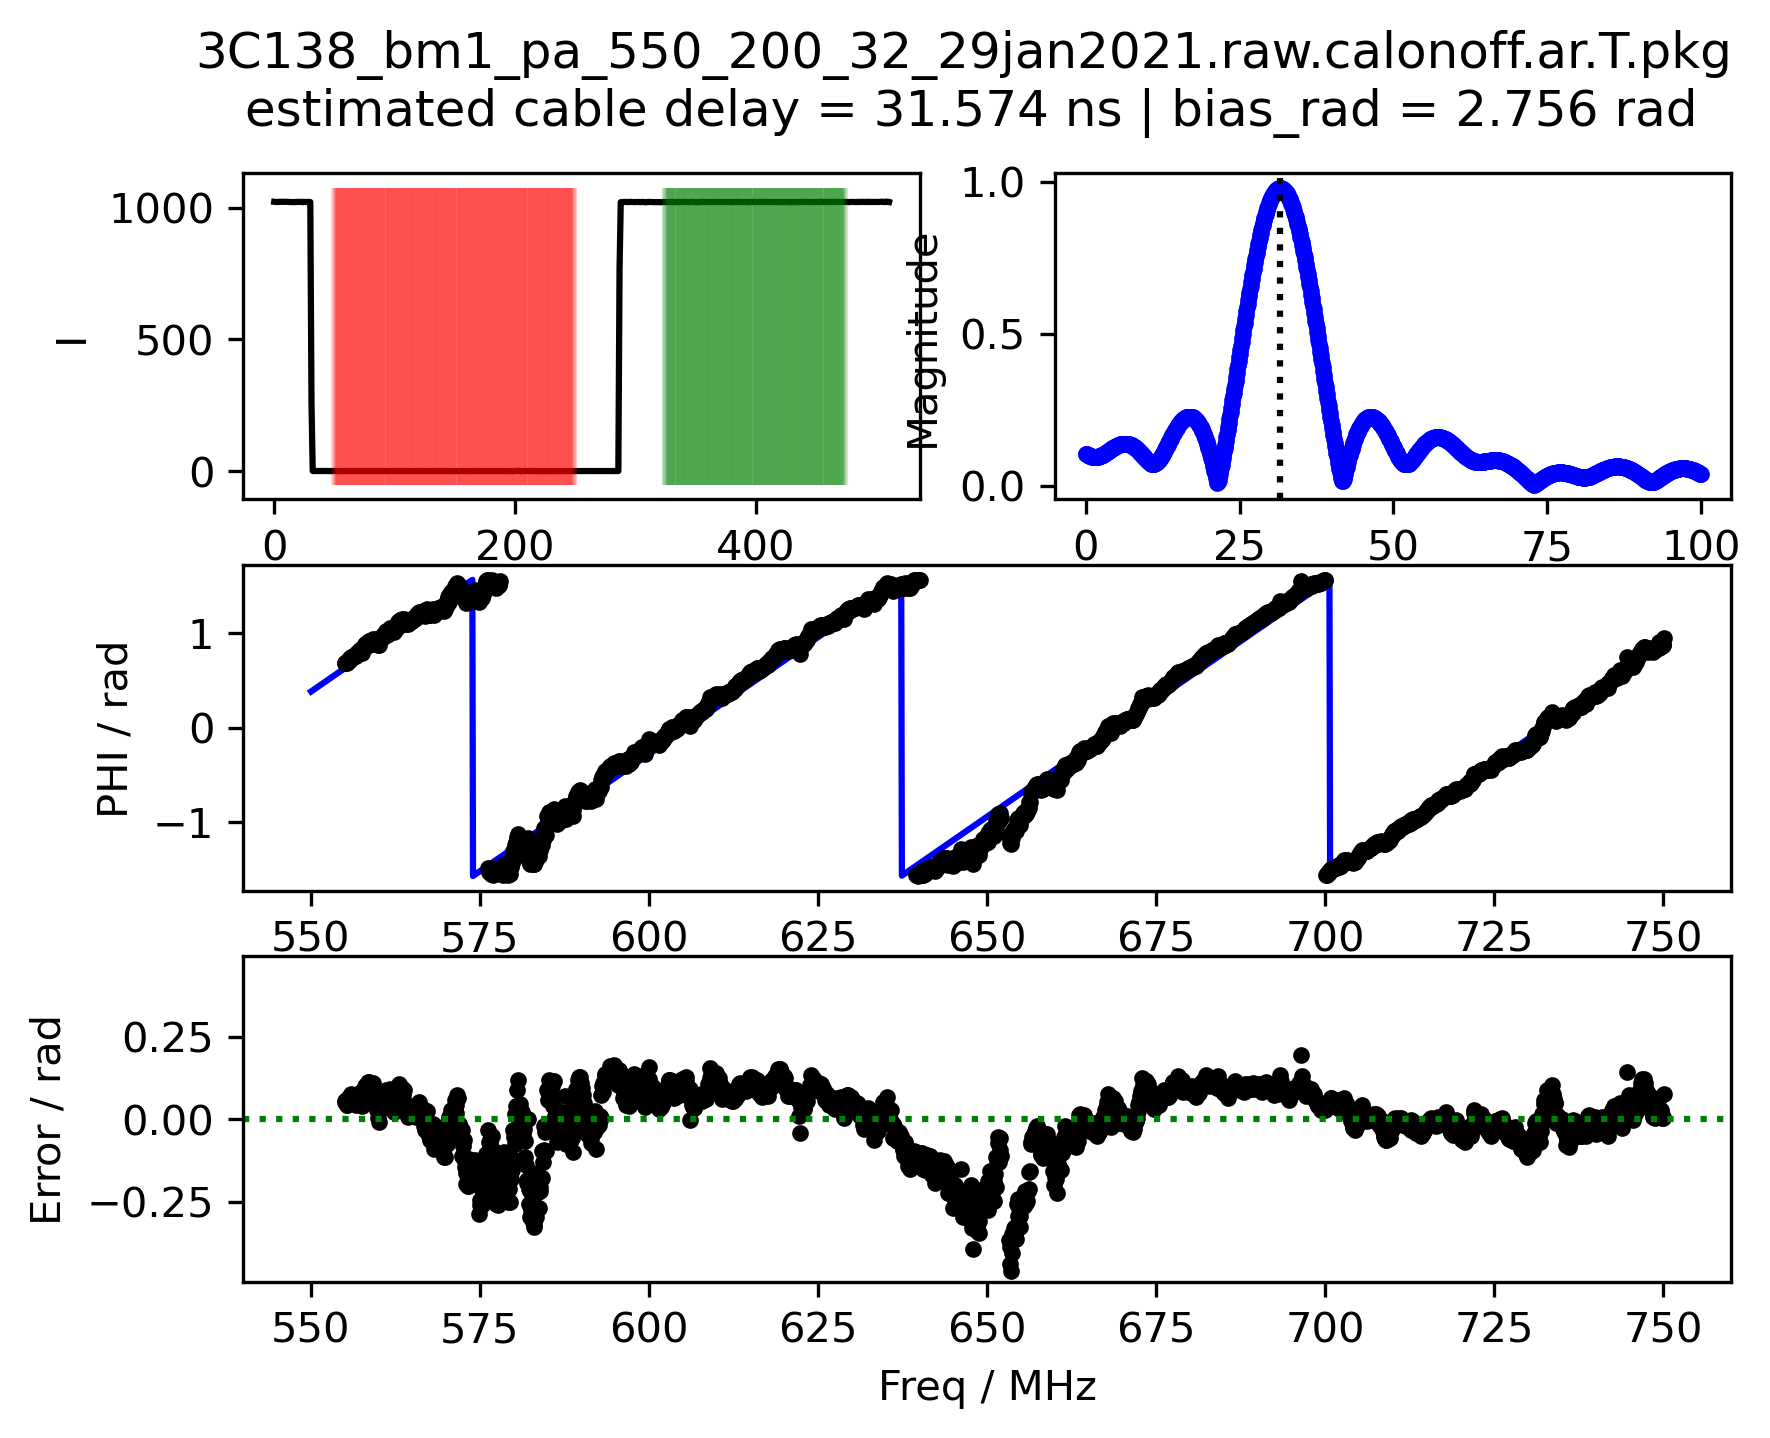 3C138_bm1_pa_550_200_32_29jan2021.raw.calonoff.ar.T.pkg
estimated cable delay = 31.574 ns | bias_rad = 2.756 rad
I
1000
500
0
0 200 400
Magnitude
1.0
0.5
0.0
0 25 50 75 100
PHI / rad
1
0
−1
550 575 600 625 650 675 700 725 750
Error / rad
0.25
0.00
−0.25
550 575 600 625 650 675 700 725 750
Freq / MHz